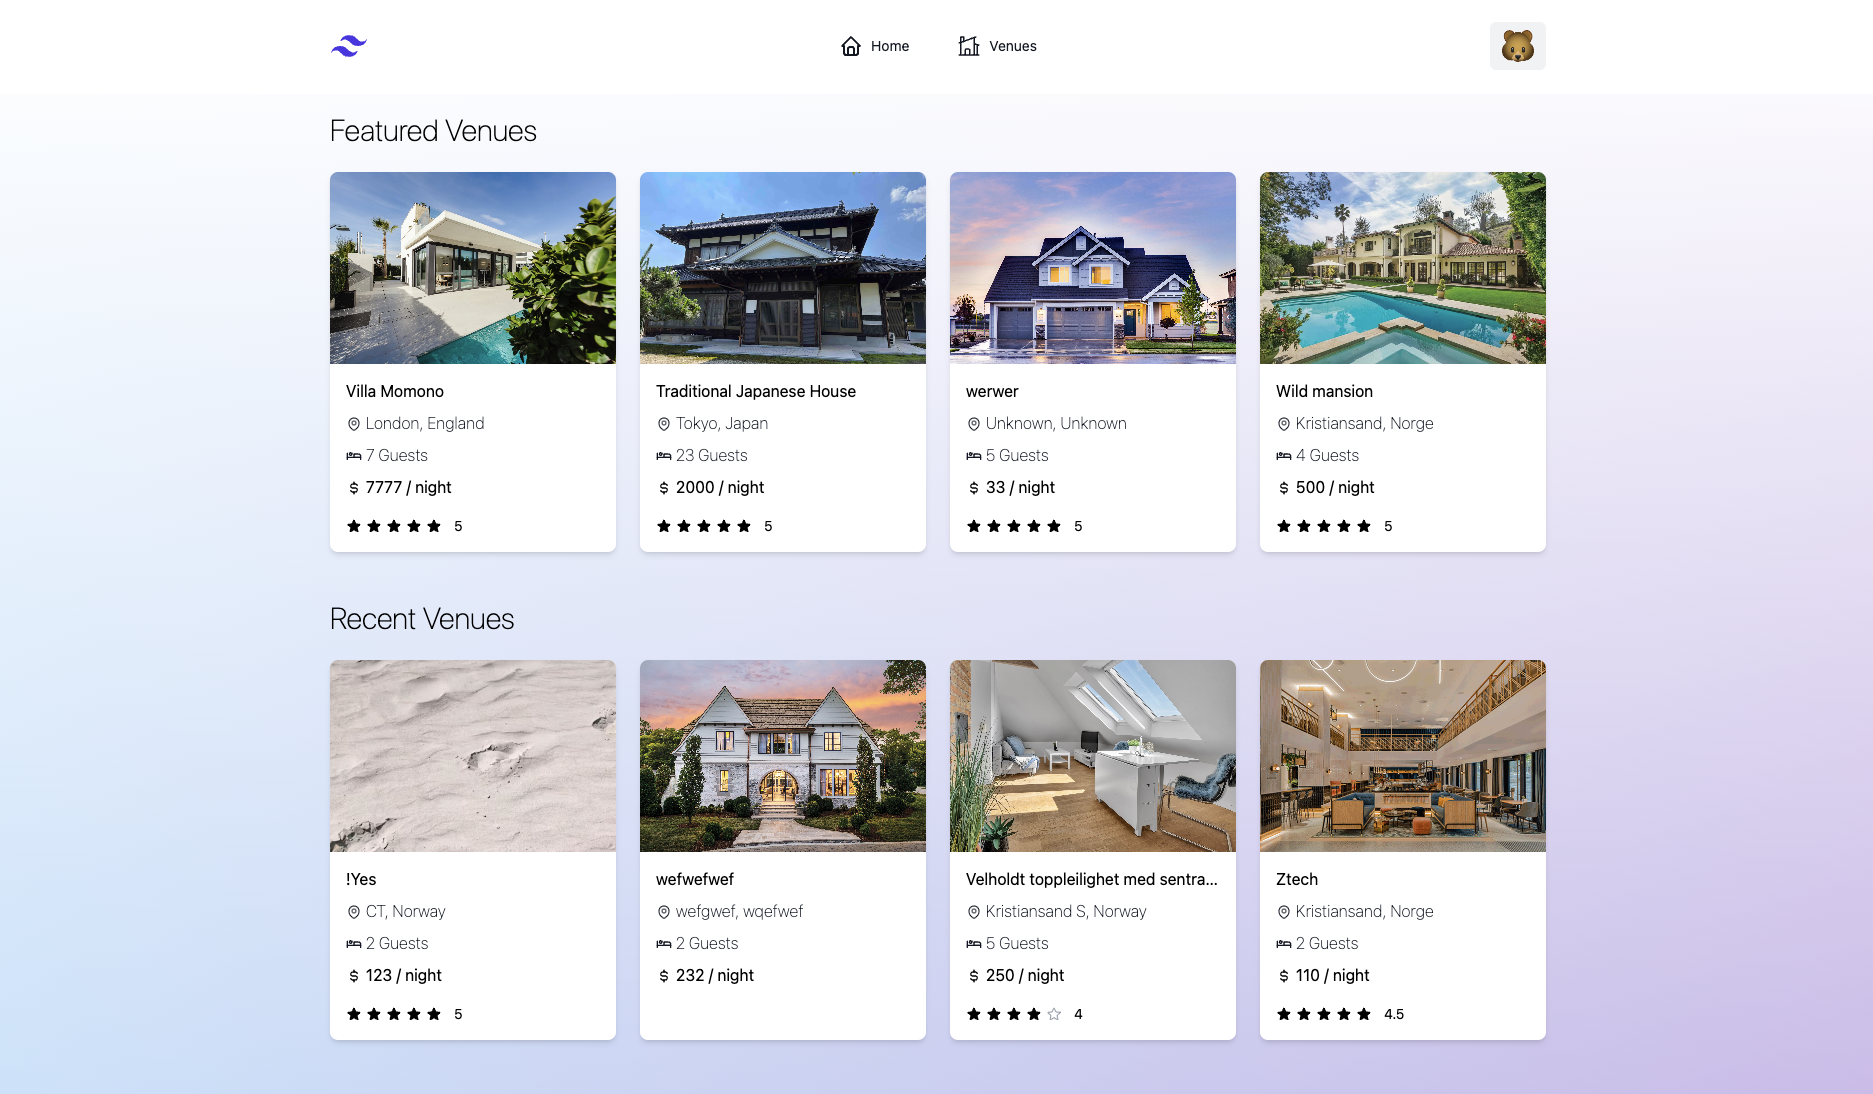 Home
Venues
Featured Venues
Villa Momono
London, England
7 Guests
$ 7777 / night
5
Traditional Japanese House
Tokyo, Japan
23 Guests
$ 2000 / night
5
werwer
Unknown, Unknown
5 Guests
$ 33 / night
5
Wild mansion
Kristiansand, Norge
4 Guests
$ 500 / night
5
Recent Venues
!Yes
CT, Norway
2 Guests
$ 123 / night
5
wefwefwef
wefgwef, wqefwef
2 Guests
$ 232 / night
Velholdt toppleilighet med sentra...
Kristiansand S, Norway
5 Guests
$ 250 / night
4
Ztech
Kristiansand, Norge
2 Guests
$ 110 / night
4.5